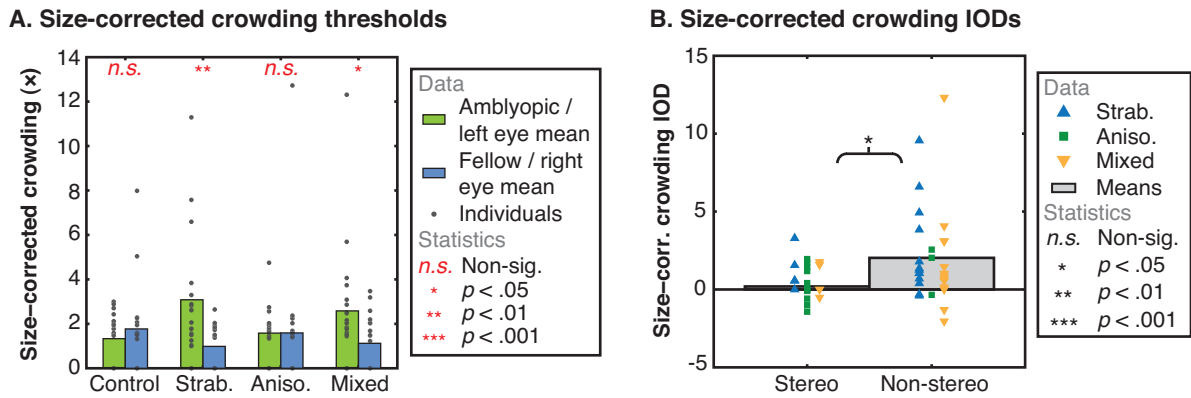 A. Size-corrected crowding thresholds
Size-corrected crowding (×)
14
12
10
8
6
4
2
0
n.s.
**
n.s.
*
Control
Strab.
Aniso.
Mixed
Data
Amblyopic /
left eye mean
Fellow / right
eye mean
Individuals
Statistics
n.s. Non-sig.
* p < .05
** p < .01
*** p < .001
B. Size-corrected crowding IODs
Size–corr. crowding IOD
15
10
5
0
-5
*
Stereo
Non-stereo
Data
Strab.
Aniso.
Mixed
Means
Statistics
n.s. Non-sig.
* p < .05
** p < .01
*** p < .001